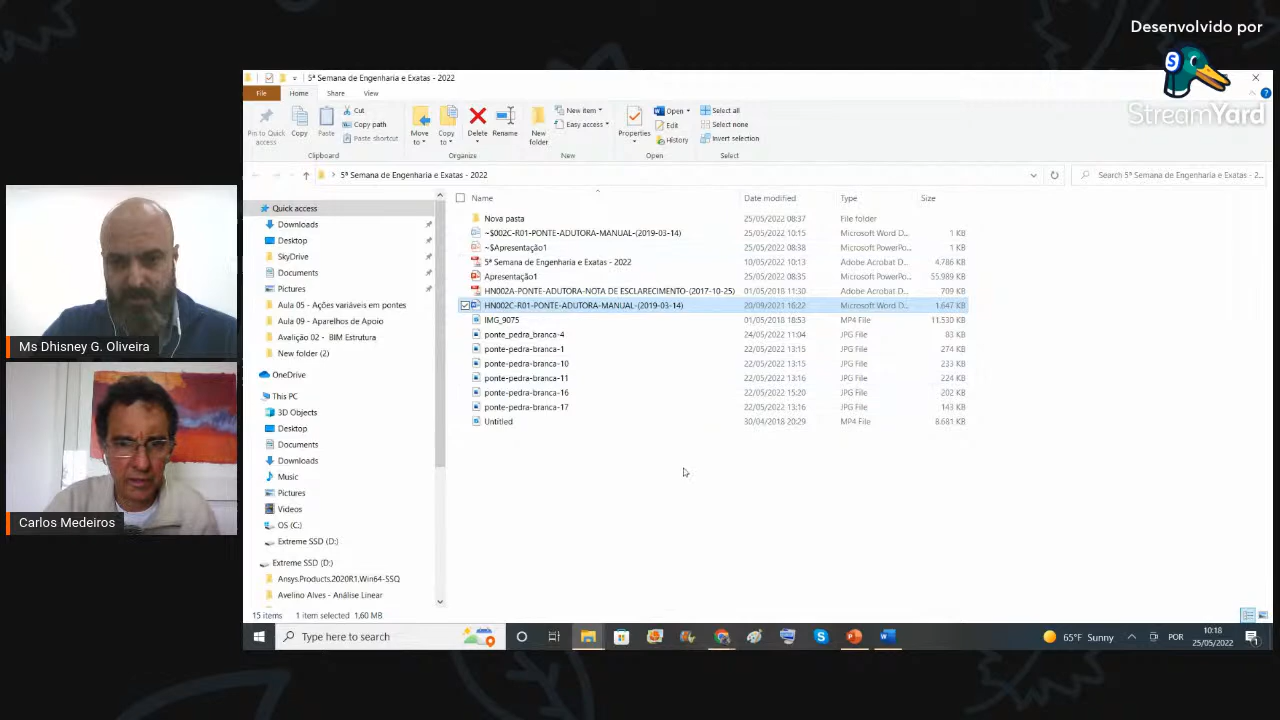 Desenvolvido por
StreamYard
5ª Semana de Engenharia e Exatas - 2022
File Home Share View
Pin to Quick access
Copy
Paste
Cut
Copy path
Paste shortcut
Clipboard
Move to
Copy to
Delete
Rename
Organize
New folder
New item
Easy access
New
Properties
Open
Edit
History
Open
Select all
Select none
Invert selection
Select
5ª Semana de Engenharia e Exatas - 2022
Search 5ª Semana de Engenharia e Exatas - 2...
Quick access
Downloads
Desktop
SkyDrive
Documents
Pictures
Aula 05 - Ações variáveis em pontes
Aula 09 - Aparelhos de Apoio
Avalição 02 - BIM Estrutura
New folder (2)
OneDrive
This PC
3D Objects
Desktop
Documents
Downloads
Music
Pictures
Videos
OS (C:)
Extreme SSD (D:)
Extreme SSD (D:)
Ansys.Products.2020R1.Win64-SSQ
Avelino Alves - Análise Linear
Name Date modified Type Size
Nova pasta 25/05/2022 08:37 File folder
~$002C-R01-PONTE-ADUTORA-MANUAL-(2019-03-14) 25/05/2022 10:15 Microsoft Word D... 1 KB
~$Apresentação1 25/05/2022 08:38 Microsoft PowerPo... 1 KB
5ª Semana de Engenharia e Exatas - 2022 10/05/2022 10:13 Adobe Acrobat D... 4.786 KB
Apresentação1 25/05/2022 08:35 Microsoft PowerPo... 55.989 KB
HN002A-PONTE-ADUTORA-NOTA DE ESCLARECIMENTO-(2017-10-25) 01/05/2018 11:30 Adobe Acrobat D... 709 KB
HN002C-R01-PONTE-ADUTORA-MANUAL-(2019-03-14) 20/09/2021 16:22 Microsoft Word D... 1.647 KB
IMG_9075 01/05/2018 18:53 MP4 File 11.530 KB
ponte_pedra_branca-4 24/05/2022 11:04 JPG File 83 KB
ponte-pedra-branca-1 22/05/2022 13:15 JPG File 274 KB
ponte-pedra-branca-10 22/05/2022 13:15 JPG File 233 KB
ponte-pedra-branca-11 22/05/2022 13:16 JPG File 224 KB
ponte-pedra-branca-16 22/05/2022 15:20 JPG File 202 KB
ponte-pedra-branca-17 22/05/2022 13:16 JPG File 143 KB
Untitled 30/04/2018 20:29 MP4 File 8.681 KB
Ms Dhisney G. Oliveira
Carlos Medeiros
15 items 1 item selected 1,60 MB
Type here to search
65°F Sunny
POR
10:18
25/05/2022